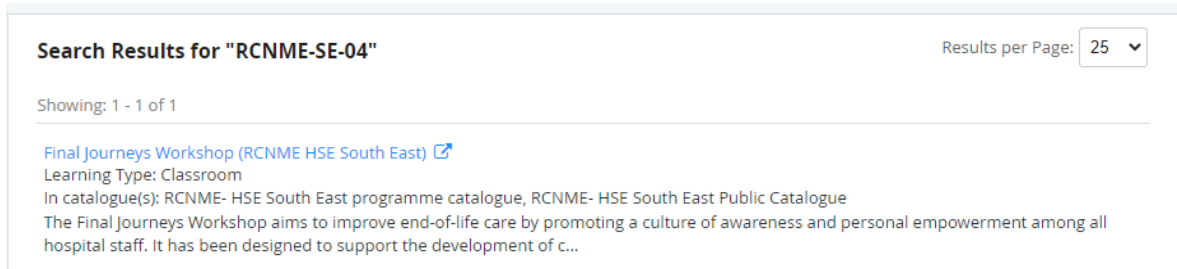 Search Results for "RCNME-SE-04"
Results per Page: 25
Showing: 1 - 1 of 1
Final Journeys Workshop (RCNME HSE South East)
Learning Type: Classroom
In catalogue(s): RCNME- HSE South East programme catalogue, RCNME- HSE South East Public Catalogue
The Final Journeys Workshop aims to improve end-of-life care by promoting a culture of awareness and personal empowerment among all
hospital staff. It has been designed to support the development of c...